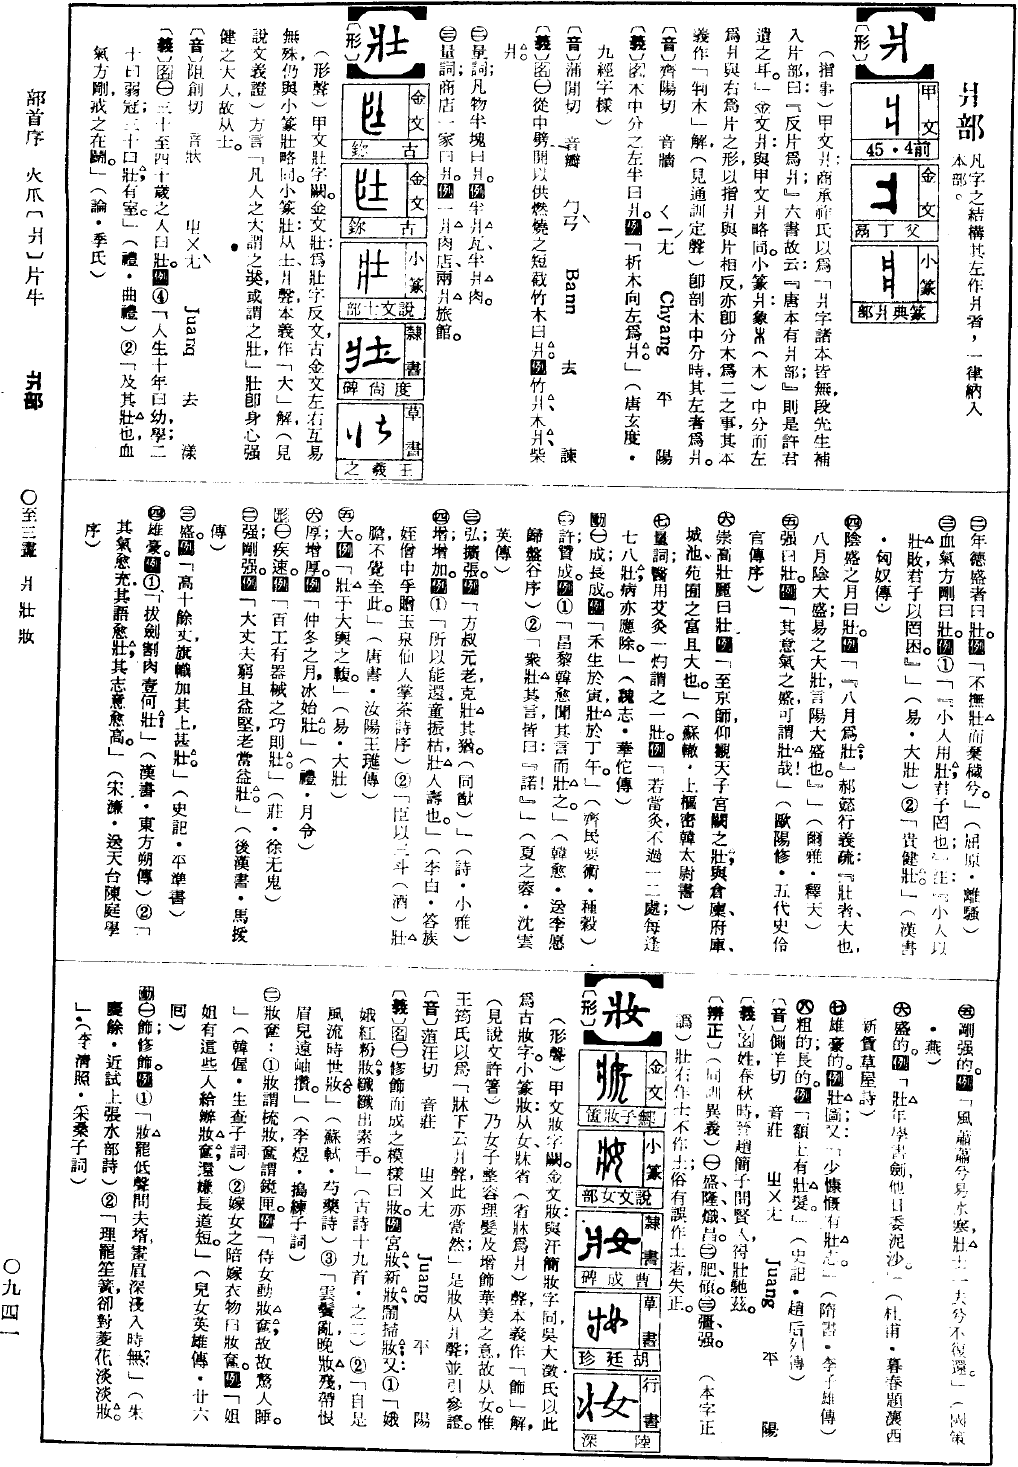 部首序　火爪〔爿〕片牛　爿部　〇至三畫　爿壯妝　〇九四一
爿部　凡字之結構其左作爿者，一律納入
本部。
爿
〔形〕
甲文　前4・45
金文　父丁鬲
小篆　篆典爿部
（指事）甲文爿：商承祚氏以爲「爿字諸本皆無，段先生補
入片部，曰：『反片爲爿』，六書故云：『唐本有爿部』，則是許君
遺之耳。」金文爿與甲文爿略同。小篆爿：象（木）中分而左
爲爿與右爲片之形，以指爿與片相反，亦卽分木爲二之事，其本
義作「判木」解（見通訓定聲），卽剖木中分時，其左者爲爿。
〔音〕齊陽切　音牆　ㄑㄧㄤˊ　Chyang　平　陽
〔義〕名木中分之左半曰爿。例「析木向左爲爿。」（唐玄度・
九經字樣）
〔音〕蒲閒切　音瓣　ㄅㄢˋ　Bann　去　諫
〔義〕名㊀從中劈開以供燃燒之短截竹木曰爿。例竹爿、木爿、柴
爿。
㊁量詞：凡物半塊曰爿。例半爿瓦、半爿肉。
㊂量詞：商店一家曰爿。例一爿肉店、兩爿旅館。
壯
〔形〕
金文　古鉨
金文　古鉨
小篆　說文士部
隸書　度尙碑
草書　王羲之
（形聲）甲文壯字闕。金文壯：爲壯字反文，古金文左右互易
無殊，仍與小篆壯略同。小篆壯：从士，爿聲，本義作「大」解（見
說文義證），方言「凡人之大謂之奘，或謂之壯」，壯卽身心强
健之大人，故从士。
〔音〕阻創切　音狀　ㄓㄨㄤˋ　Juang　去　漾
〔義〕名㊀三十至四十歲之人曰壯。例①「人生十年曰幼，學；二
十曰弱，冠；三十曰壯，有室。」（禮・曲禮）②「及其壯也，血
氣方剛，戒之在鬭。」（論・季氏）
㊁年德盛者曰壯。例「不撫壯而棄穢兮。」（屈原・離騷）
㊂血氣方剛曰壯。例①「『小人用壯，君子罔也』注『小人以
壯敗，君子以罔困。』」（易・大壯）②「貴健壯。」（漢書
・匈奴傳）
㊃陰盛之月曰壯。例「『八月爲壯』郝懿行義疏：『壯者，大也，
八月陰大盛，易之大壯，言陽大盛也。』」（爾雅・釋天）
㊄强曰壯。例「其意氣之盛，可謂壯哉！」（歐陽修・五代史伶
官傳序）
㊅崇高壯麗曰壯。例「至京師，仰觀天子宮闕之壯，與倉廩、府庫、
城池、苑囿之富且大也。」（蘇轍・上樞密韓太尉書）
㊆量詞：醫用艾灸一灼謂之一壯。例「若當灸，不過一二處，每逢
七八壯，病亦應除。」（魏志・華佗傳）
動㊀成長；成。例「禾生於寅，壯於丁、午。」（齊民要術・種穀）
㊁許；贊成。例①「昌黎韓愈聞其言而壯之。」（韓愈・送李愿
歸盤谷序）②「衆壯其言，皆曰：『諾！』」（夏之蓉・沈雲
英傳）
㊂弘；擴張。例「方叔元老，克壯其猶。（同猷）」（詩・小雅）
㊃增；增加。例①「所以能還童振枯，壯人壽也。」（李白・答族
姪僧中孚贈玉泉仙人掌茶詩序）②「臣以三斗（酒）壯
膽，不覺至此。」（唐書・汝陽王璡傳）
㊄大。例「壯于大輿之輹。」（易・大壯）
㊅厚；增厚。例「仲冬之月，冰始壯。」（禮・月令）
形㊀疾；速。例「百工有器械之巧則壯。」（莊・徐无鬼）
㊁强；剛强。例「大丈夫窮且益堅，老當益壯。」（後漢書・馬援
傳）
㊂盛。例「高十餘丈，旗幟加其上，甚壯。」（史記・平準書）
㊃雄豪。例①「拔劍割肉，壹何壯！」（漢書・東方朔傳）②「
其氣愈充，其語愈壯，其志意愈高。」（宋濂・送天台陳庭學
序）
㊄剛强的。例「風蕭蕭兮易水寒，壯士一去兮不復還。」（國策
・燕）
㊅盛的。例「壯年學書劍，他日委泥沙。」（杜甫・暮春題瀼西
新賃草屋詩）
㊆雄豪的。例壯圖；又「少慷慨有壯志。」（隋書・李子雄傳）
㊇粗的；長的。例「額上有壯髮。」（史記・趙后列傳）
〔音〕側羊切　音莊　ㄓㄨㄤ　Juang　平　陽
〔義〕名姓，春秋時晉趙簡子問賢人，得壯馳茲。
〔辨正〕（同訓異義）㊀盛、隆、熾、昌。㊁肥、碩。㊂彊、强。　（本字正
譌）壯右作士，不作土；俗有誤作土者失正。
妝
〔形〕
金文　無子妝簠
小篆　說文女部
隸書　曹成碑
草書　胡廷珍
行書　陸深
（形聲）甲文妝字闕。金文妝：與汗簡妝字同，吳大澂氏以此
爲古妝字。小篆妝：从女，牀省（省牀爲爿）聲，本義作「飾」解，
（見說文許箸）乃女子整容理髮及增飾華美之意，故从女。惟
王筠氏以爲「牀下云爿聲，此亦當然」，是妝从爿聲，並引參證。
〔音〕菹汪切　音莊　ㄓㄨㄤ　Juang　平　陽
〔義〕名㊀修飾而成之模樣曰妝。例宮妝、新妝、鬧掃妝；又①「娥
娥紅粉妝，纖纖出素手。」（古詩十九首・之二）②「自是
風流時世妝。」（蘇軾・芍藥詩）③「雲鬟亂，晚妝殘，帶恨
眉兒遠岫攢。」（李煜・搗練子詞）
㊁妝奩：①妝謂梳妝，奩謂鏡匣。例「侍女動妝奩，故故驚人睡。
」（韓偓・生查子詞）②嫁女之陪嫁衣物曰妝奩。例「姐
姐有這些人給辦妝奩，還嫌長道短。」（兒女英雄傳・廿六
囘）
動㊀飾；修飾。例①「妝罷低聲問夫壻：畫眉深淺入時無？」（朱
慶餘・近試上張水部詩）②「理罷笙簧，卻對菱花淡淡妝。
」（李清照・采桑子詞）